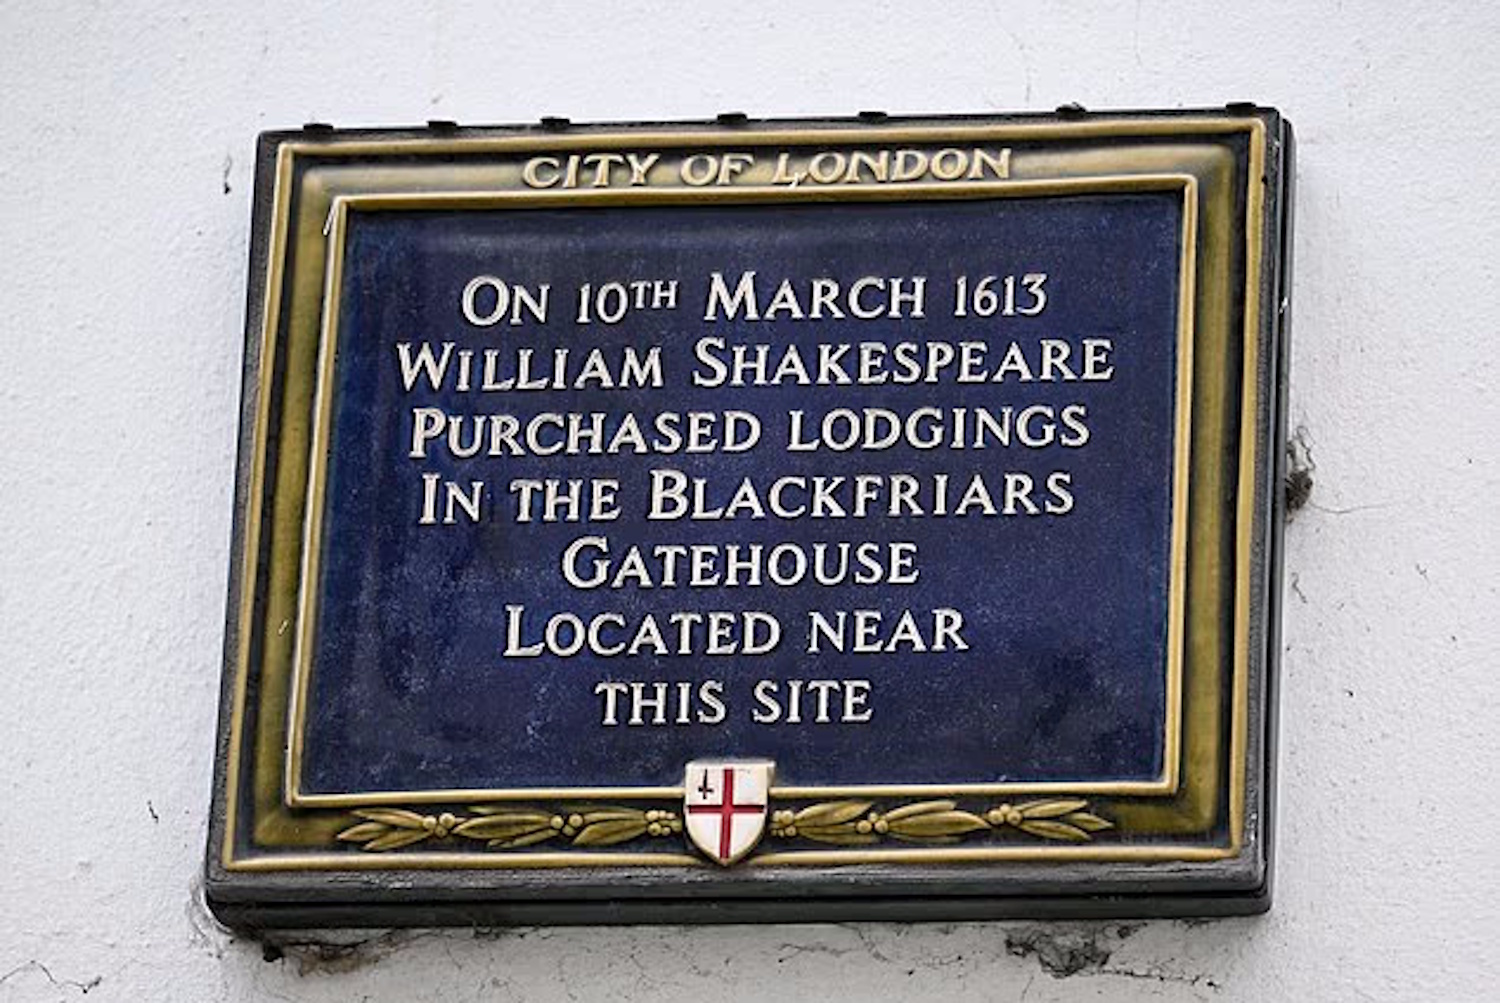 CITY OF LONDON
ON 10TH MARCH 1613
WILLIAM SHAKESPEARE
PURCHASED LODGINGS
IN THE BLACKFRIARS
GATEHOUSE
LOCATED NEAR
THIS SITE